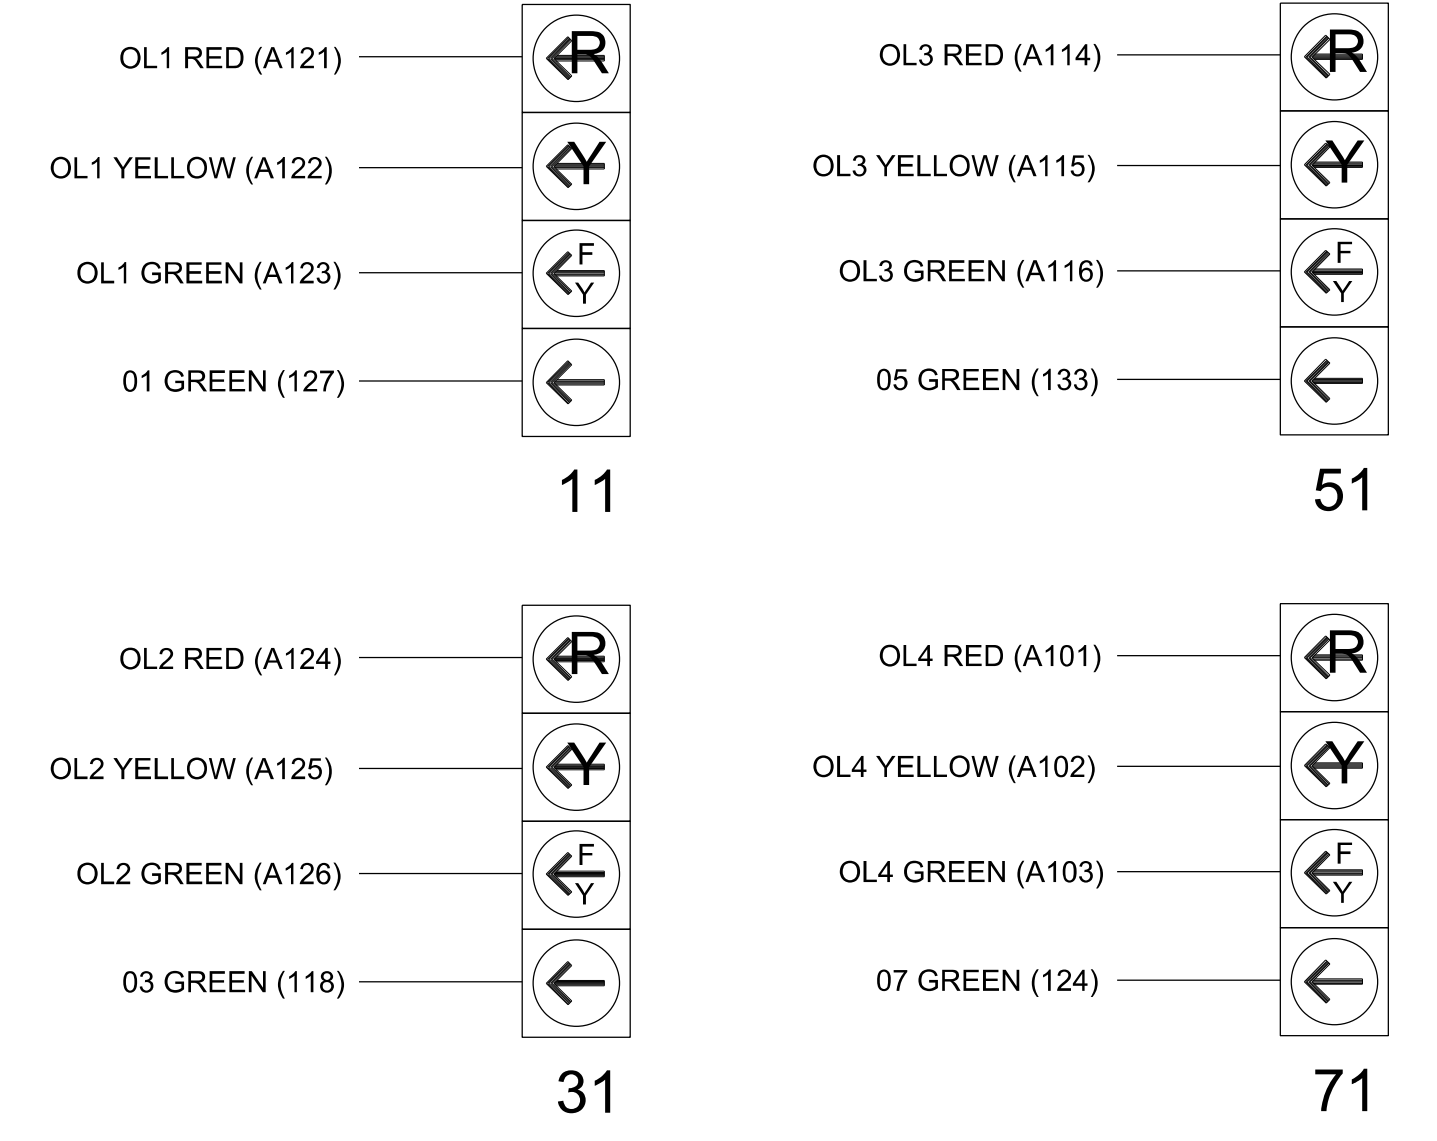 OL1 RED (A121)
R
OL1 YELLOW (A122)
Y
OL1 GREEN (A123)
F
Y
01 GREEN (127)
11
OL3 RED (A114)
R
OL3 YELLOW (A115)
Y
OL3 GREEN (A116)
F
Y
05 GREEN (133)
51
OL2 RED (A124)
R
OL2 YELLOW (A125)
Y
OL2 GREEN (A126)
F
Y
03 GREEN (118)
31
OL4 RED (A101)
R
OL4 YELLOW (A102)
Y
OL4 GREEN (A103)
F
Y
07 GREEN (124)
71